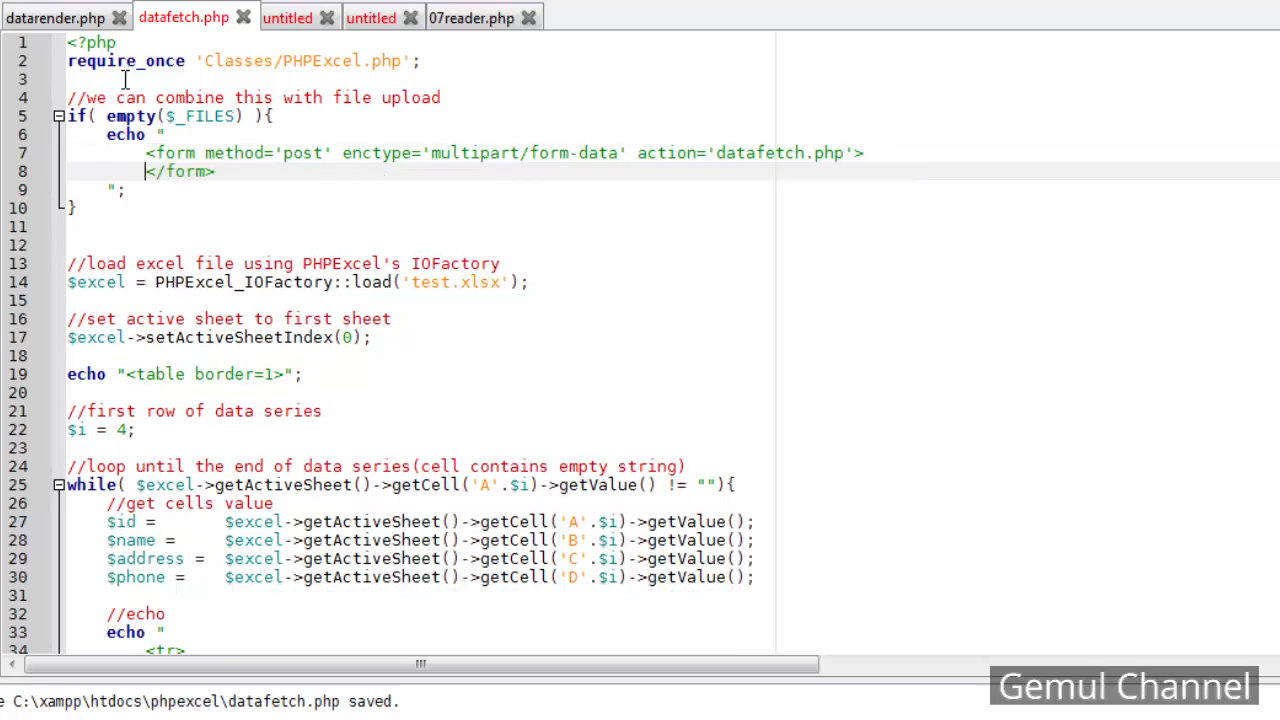 datarender.php datafetch.php untitled untitled 07reader.php
1 <?php
2 require_once 'Classes/PHPExcel.php';
3
4 //we can combine this with file upload
5 if( empty($_FILES) ){
6 echo "
7 <form method='post' enctype='multipart/form-data' action='datafetch.php'>
8 </form>
9 ";
10 }
11
12
13 //load excel file using PHPExcel's IOFactory
14 $excel = PHPExcel_IOFactory::load('test.xlsx');
15
16 //set active sheet to first sheet
17 $excel->setActiveSheetIndex(0);
18
19 echo "<table border=1>";
20
21 //first row of data series
22 $i = 4;
23
24 //loop until the end of data series(cell contains empty string)
25 while( $excel->getActiveSheet()->getCell('A'.$i)->getValue() != ""){
26 //get cells value
27 $id = $excel->getActiveSheet()->getCell('A'.$i)->getValue();
28 $name = $excel->getActiveSheet()->getCell('B'.$i)->getValue();
29 $address = $excel->getActiveSheet()->getCell('C'.$i)->getValue();
30 $phone = $excel->getActiveSheet()->getCell('D'.$i)->getValue();
31
32 //echo
33 echo "
34 <tr>
Gemul Channel
e C:\xampp\htdocs\phpexcel\datafetch.php saved.